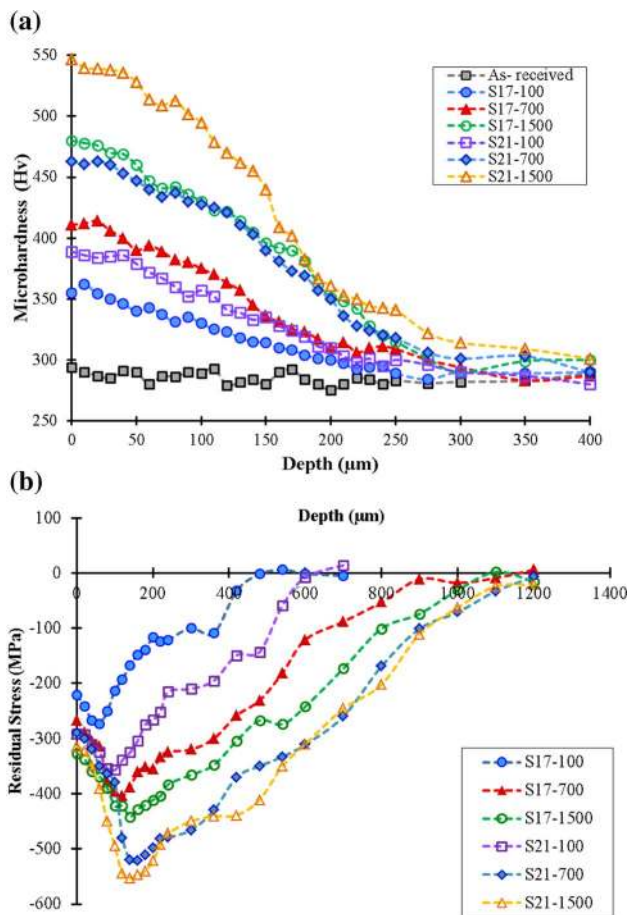 (a)
550
500
450
400
350
300
250
Microhardness (Hv)
As- received
S17-100
S17-700
S17-1500
S21-100
S21-700
S21-1500
0 50 100 150 200 250 300 350 400
Depth (μm)
(b)
Depth (μm)
100
0
-100
-200
-300
-400
-500
-600
0 200 400 600 800 1000 1200 1400
Residual Stress (MPa)
S17-100
S17-700
S17-1500
S21-100
S21-700
S21-1500